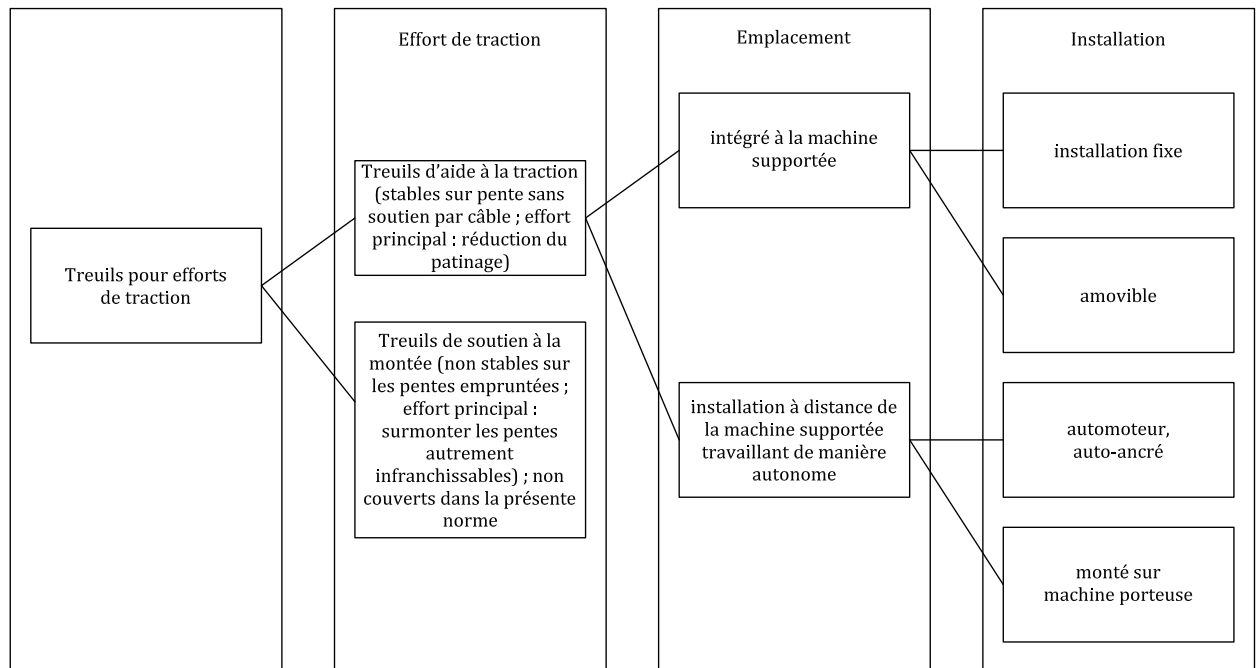 Effort de traction
Emplacement
Installation
Treuils pour efforts
de traction
Treuils d'aide à la traction
(stables sur pente sans
soutien par câble ; effort
principal : réduction du
patinage)
Treuils de soutien à la
montée (non stables sur
les pentes empruntées ;
effort principal :
surmonter les pentes
autrement
infranchissables) ; non
couverts dans la présente
norme
intégré à la machine
supportée
installation à distance de
la machine supportée
travaillant de manière
autonome
installation fixe
amovible
automoteur,
auto-ancré
monté sur
machine porteuse